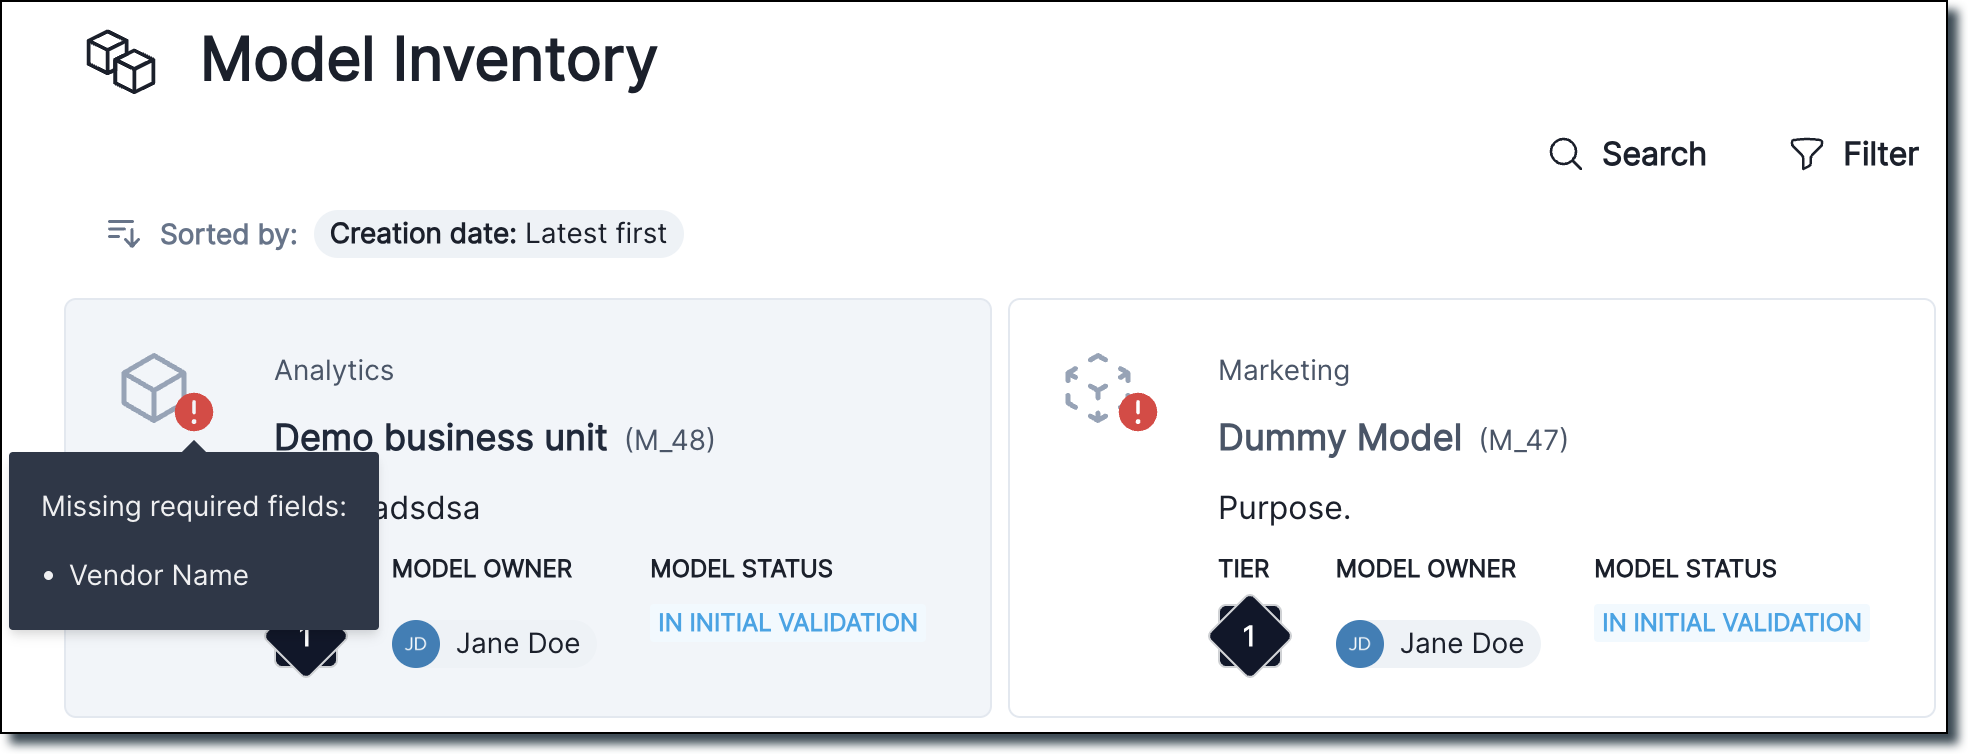 Model Inventory
Search
Filter
Sorted by: Creation date: Latest first
Analytics
Demo business unit (M_48)
adsdsa
MODEL OWNER
MODEL STATUS
1
JD Jane Doe
IN INITIAL VALIDATION
Missing required fields:
• Vendor Name
Marketing
Dummy Model (M_47)
Purpose.
TIER
MODEL OWNER
MODEL STATUS
1
JD Jane Doe
IN INITIAL VALIDATION